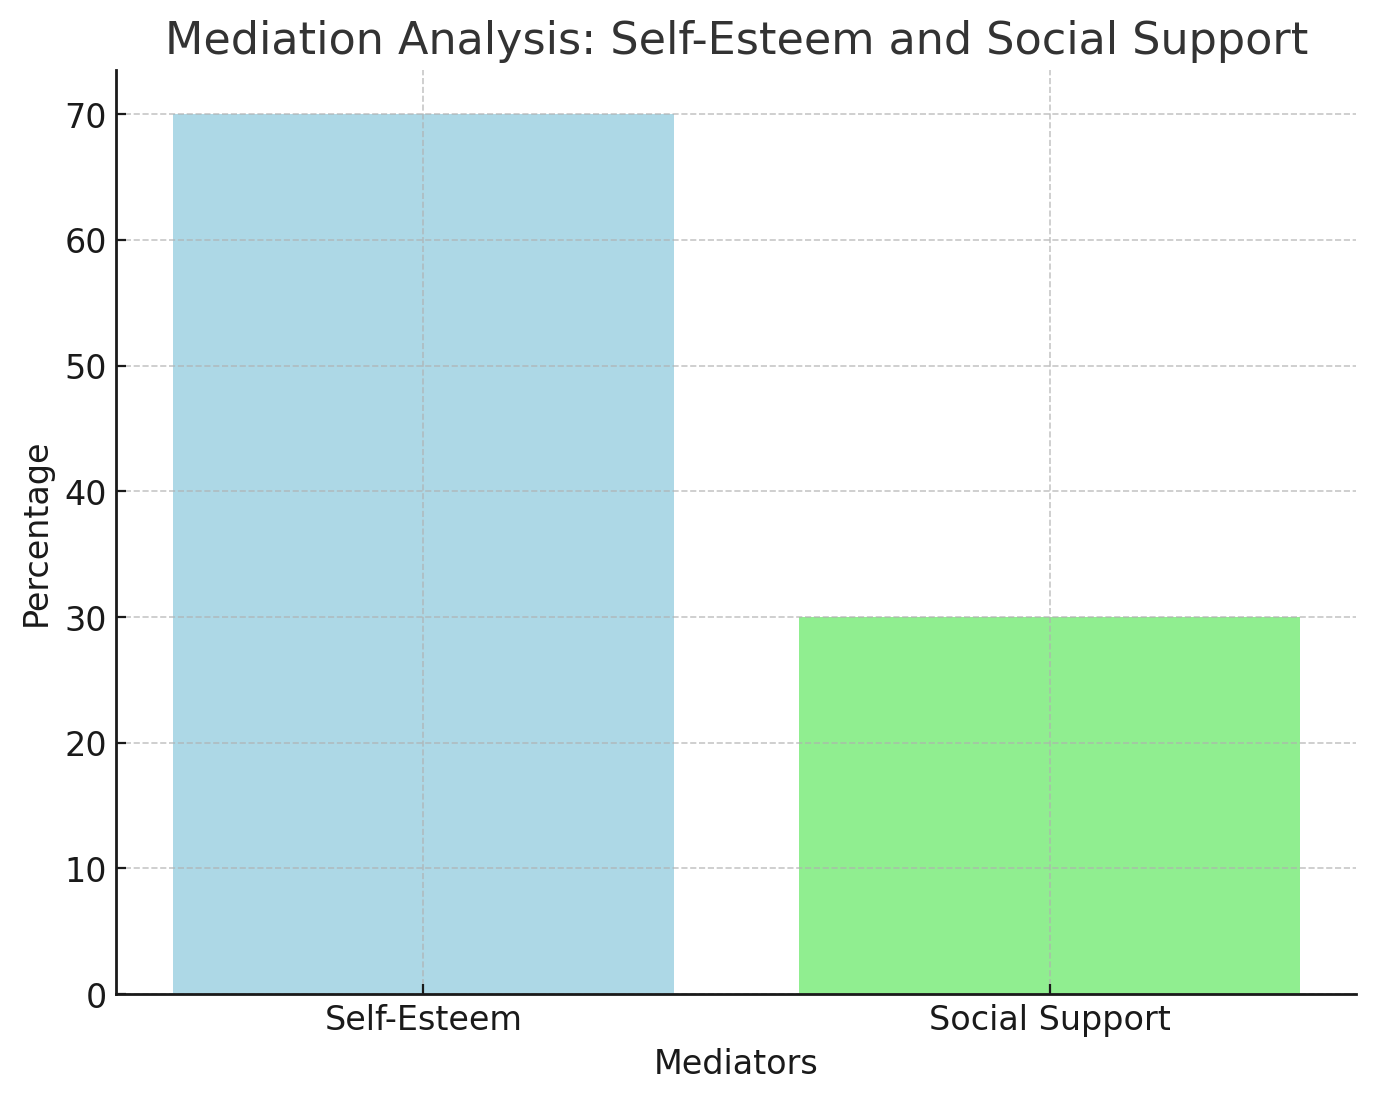 Mediation Analysis: Self-Esteem and Social Support
Percentage
70
60
50
40
30
20
10
0
Self-Esteem
Social Support
Mediators